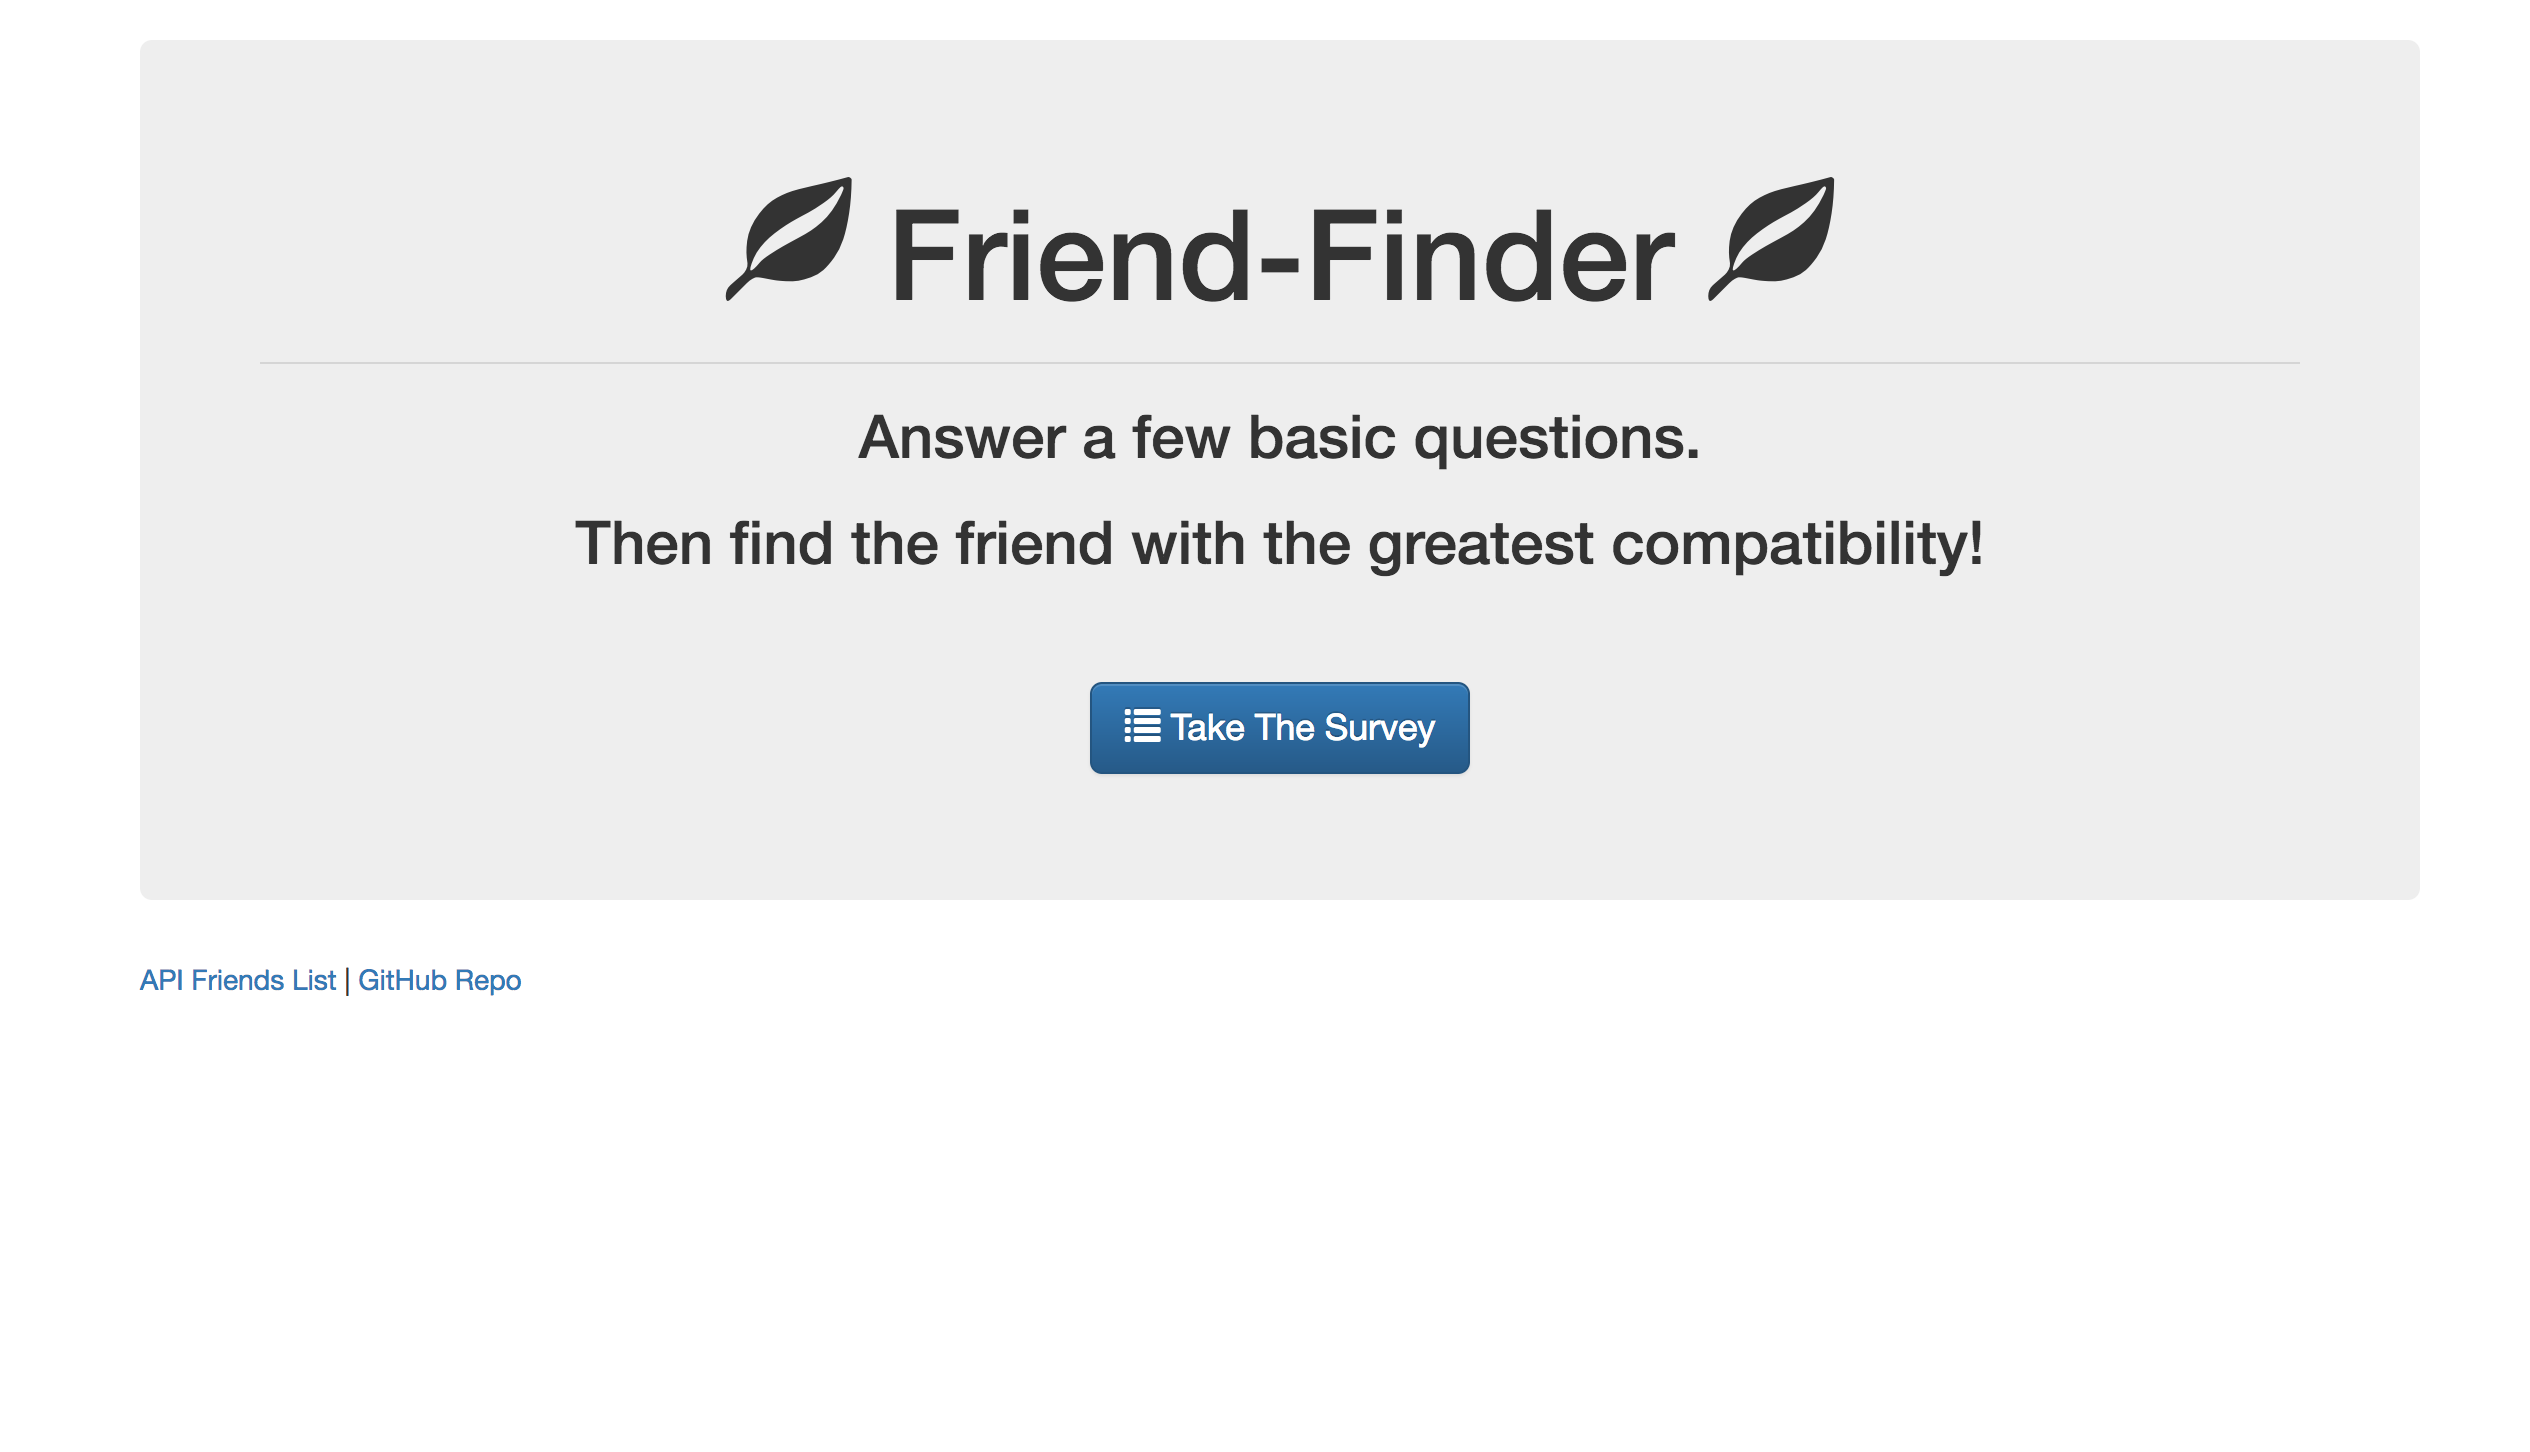 Friend-Finder
Answer a few basic questions.
Then find the friend with the greatest compatibility!
Take The Survey
API Friends List | GitHub Repo